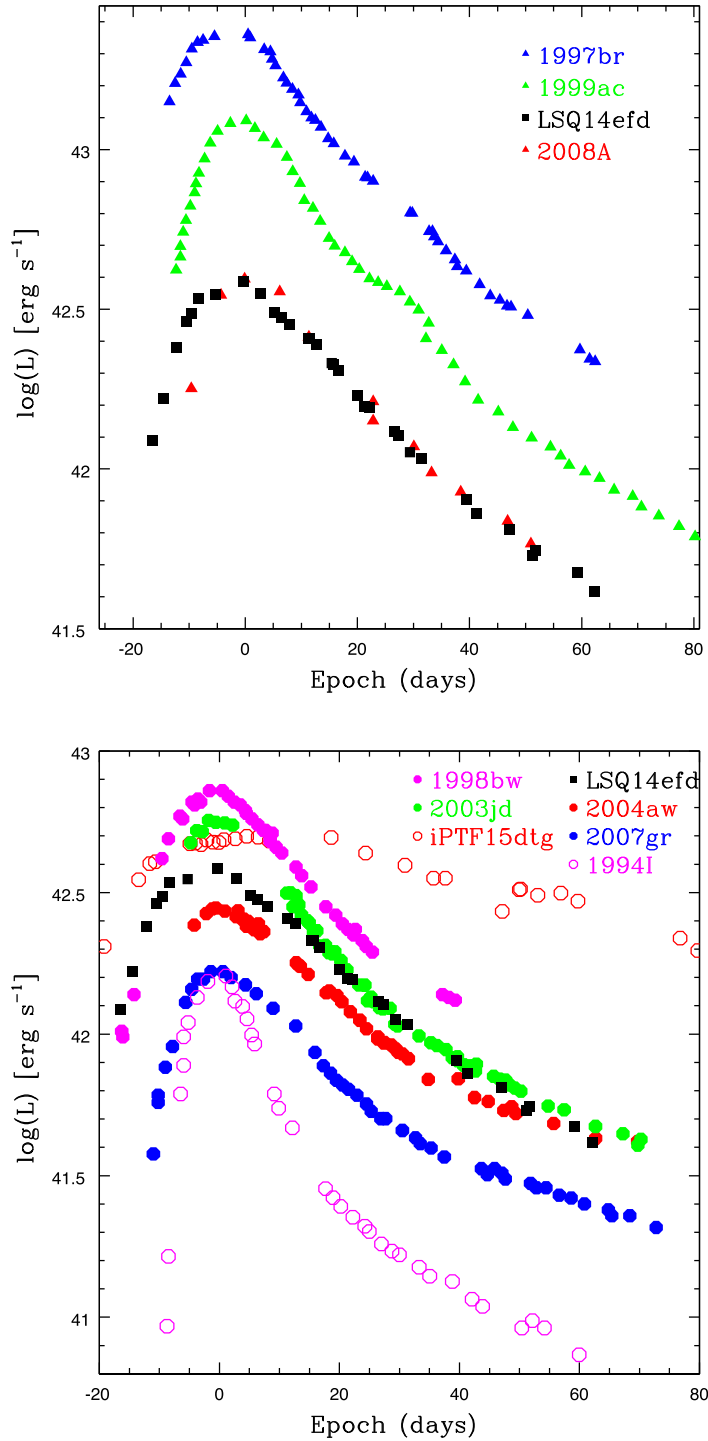 1997br
1999ac
LSQ14efd
2008A
43
42.5
42
41.5
log(L) [erg s⁻¹]
-20 0 20 40 60 80
Epoch (days)
43
42.5
42
41.5
41
log(L) [erg s⁻¹]
1998bw LSQ14efd
2003jd 2004aw
iPTF15dtg 2007gr
1994I
-20 0 20 40 60 80
Epoch (days)